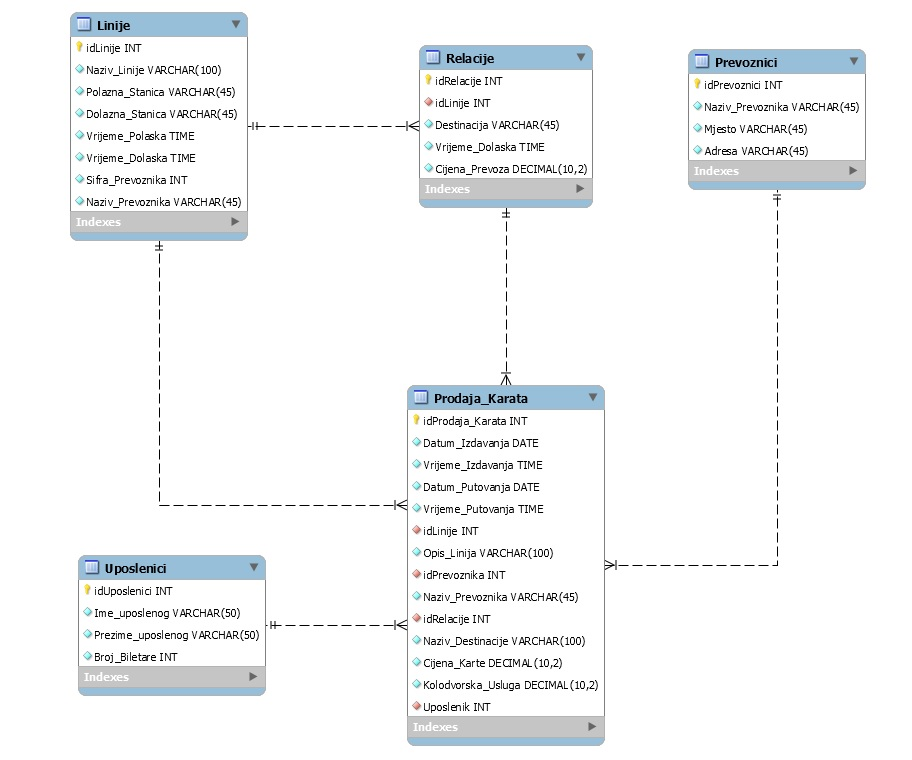 Linije
idLinije INT
Naziv_Linije VARCHAR(100)
Polazna_Stanica VARCHAR(45)
Dolazna_Stanica VARCHAR(45)
Vrijeme_Polaska TIME
Vrijeme_Dolaska TIME
Sifra_Prevoznika INT
Naziv_Prevoznika VARCHAR(45)
Indexes
Relacije
idRelacije INT
idLinije INT
Destinacija VARCHAR(45)
Vrijeme_Dolaska TIME
Cijena_Prevoza DECIMAL(10,2)
Indexes
Prevoznici
idPrevoznici INT
Naziv_Prevoznika VARCHAR(45)
Mjesto VARCHAR(45)
Adresa VARCHAR(45)
Indexes
Prodaja_Karata
idProdaja_Karata INT
Datum_Izdavanja DATE
Vrijeme_Izdavanja TIME
Datum_Putovanja DATE
Vrijeme_Putovanja TIME
idLinije INT
Opis_Linija VARCHAR(100)
idPrevoznika INT
Naziv_Prevoznika VARCHAR(45)
idRelacije INT
Naziv_Destinacije VARCHAR(100)
Cijena_Karte DECIMAL(10,2)
Kolodvorska_Usluga DECIMAL(10,2)
Uposlenik INT
Indexes
Uposlenici
idUposlenici INT
Ime_uposlenog VARCHAR(50)
Prezime_uposlenog VARCHAR(50)
Broj_Biletare INT
Indexes